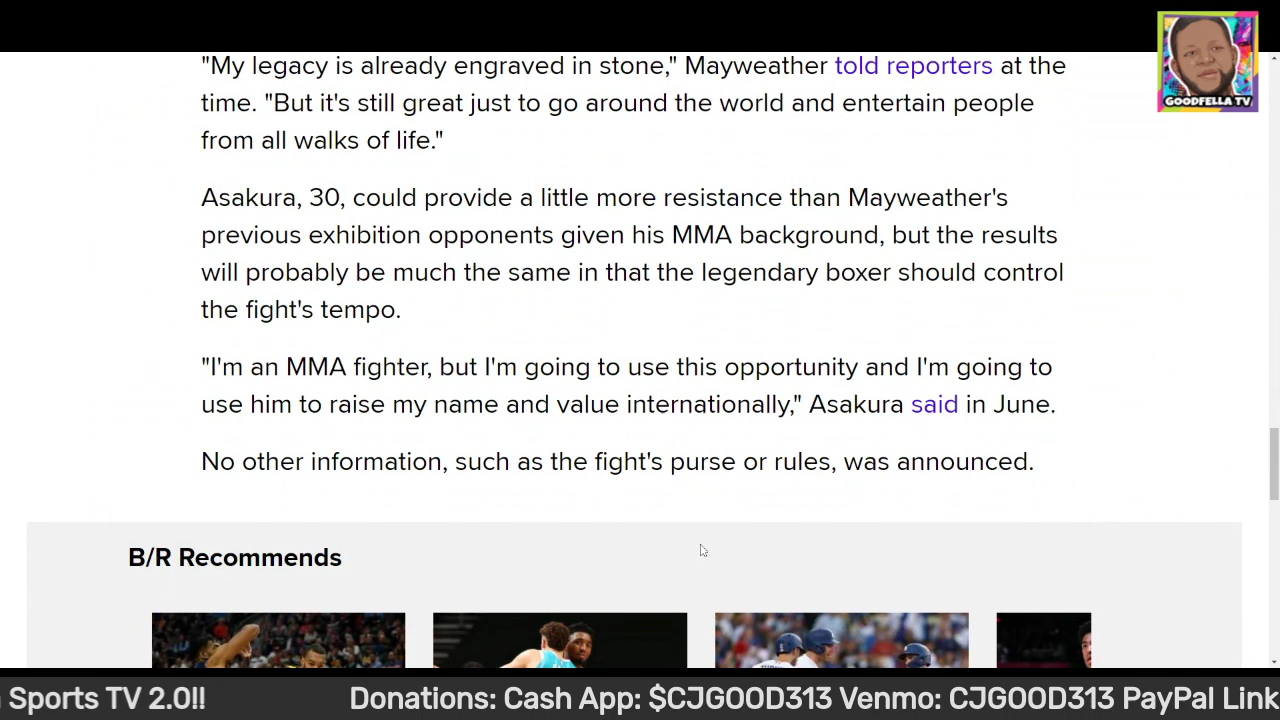 "My legacy is already engraved in stone," Mayweather told reporters at the
time. "But it's still great just to go around the world and entertain people
from all walks of life."
Asakura, 30, could provide a little more resistance than Mayweather's
previous exhibition opponents given his MMA background, but the results
will probably be much the same in that the legendary boxer should control
the fight's tempo.
"I'm an MMA fighter, but I'm going to use this opportunity and I'm going to
use him to raise my name and value internationally," Asakura said in June.
No other information, such as the fight's purse or rules, was announced.
B/R Recommends
GOODFELLA TV
Sports TV 2.0!! Donations: Cash App: $CJGOOD313 Venmo: CJGOOD313 PayPal Link